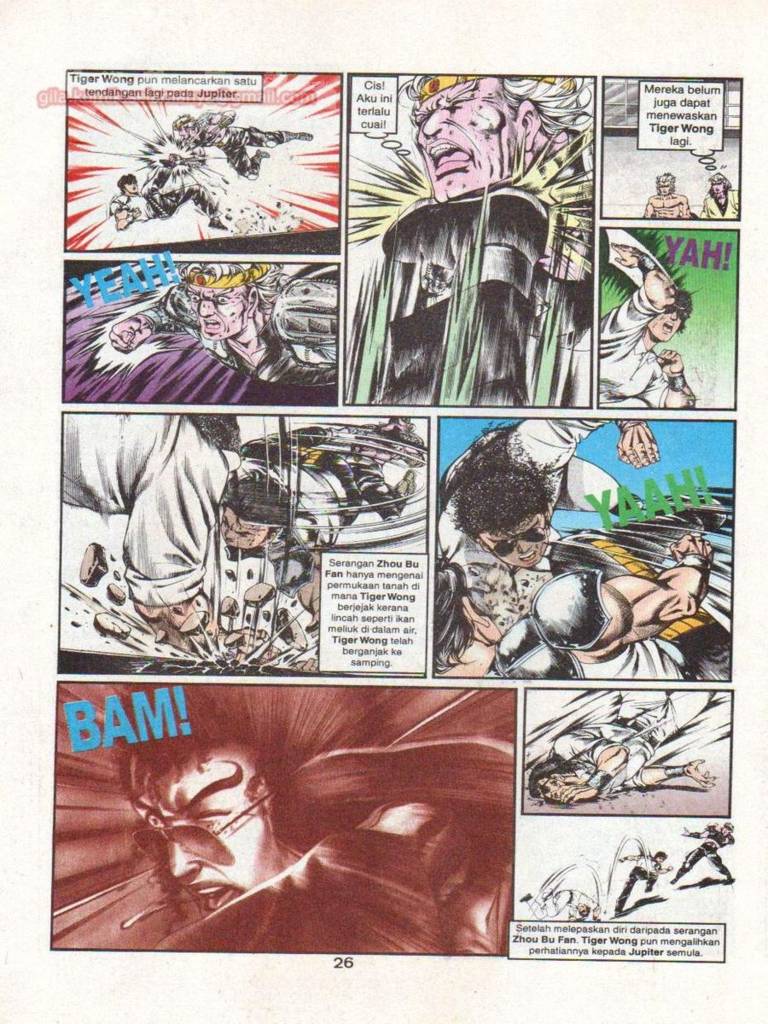 Tiger Wong pun melancarkan satu
tendangan lagi pada Jupiter.
Cis!
Aku ini
terlalu
cuai!
Mereka belum
juga dapat
menewaskan
Tiger Wong
lagi.
YEAH!
YAH!
Serangan Zhou Bu
Fan hanya mengenai
permukaan tanah di
mana Tiger Wong
berjejak kerana
lincah seperti ikan
meliuk di dalam air,
Tiger Wong telah
berganjak ke
samping.
YAAH!
BAM!
Setelah melepaskan diri daripada serangan
Zhou Bu Fan. Tiger Wong pun mengalihkan
perhatiannya kepada Jupiter semula.
26